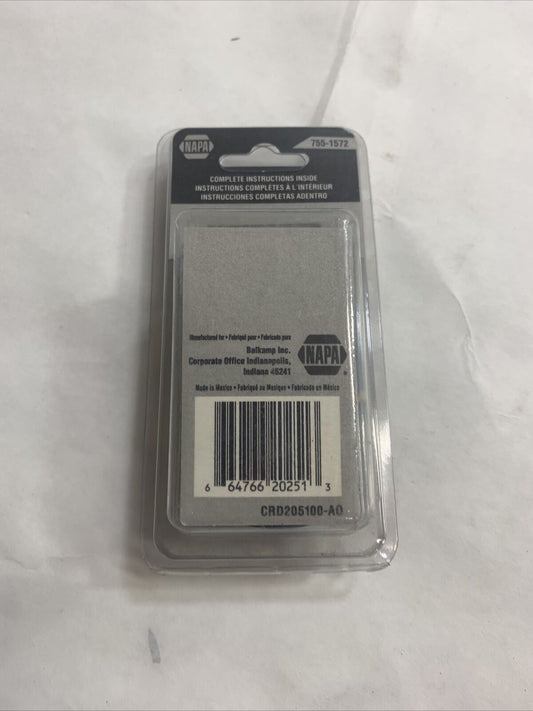 NAPA
755-1572
COMPLETE INSTRUCTIONS INSIDE
INSTRUCTIONS COMPLÈTES À L'INTÉRIEUR
INSTRUCCIONES COMPLETAS ADENTRO
Manufactured for • Fabriqué pour • Fabricado para
Balkamp Inc.
Corporate Office Indianapolis,
Indiana 46241
NAPA
®
Made in Mexico • Fabriqué au Mexique • Fabricado en México
6 64766 20251 3
CRD205100-A0